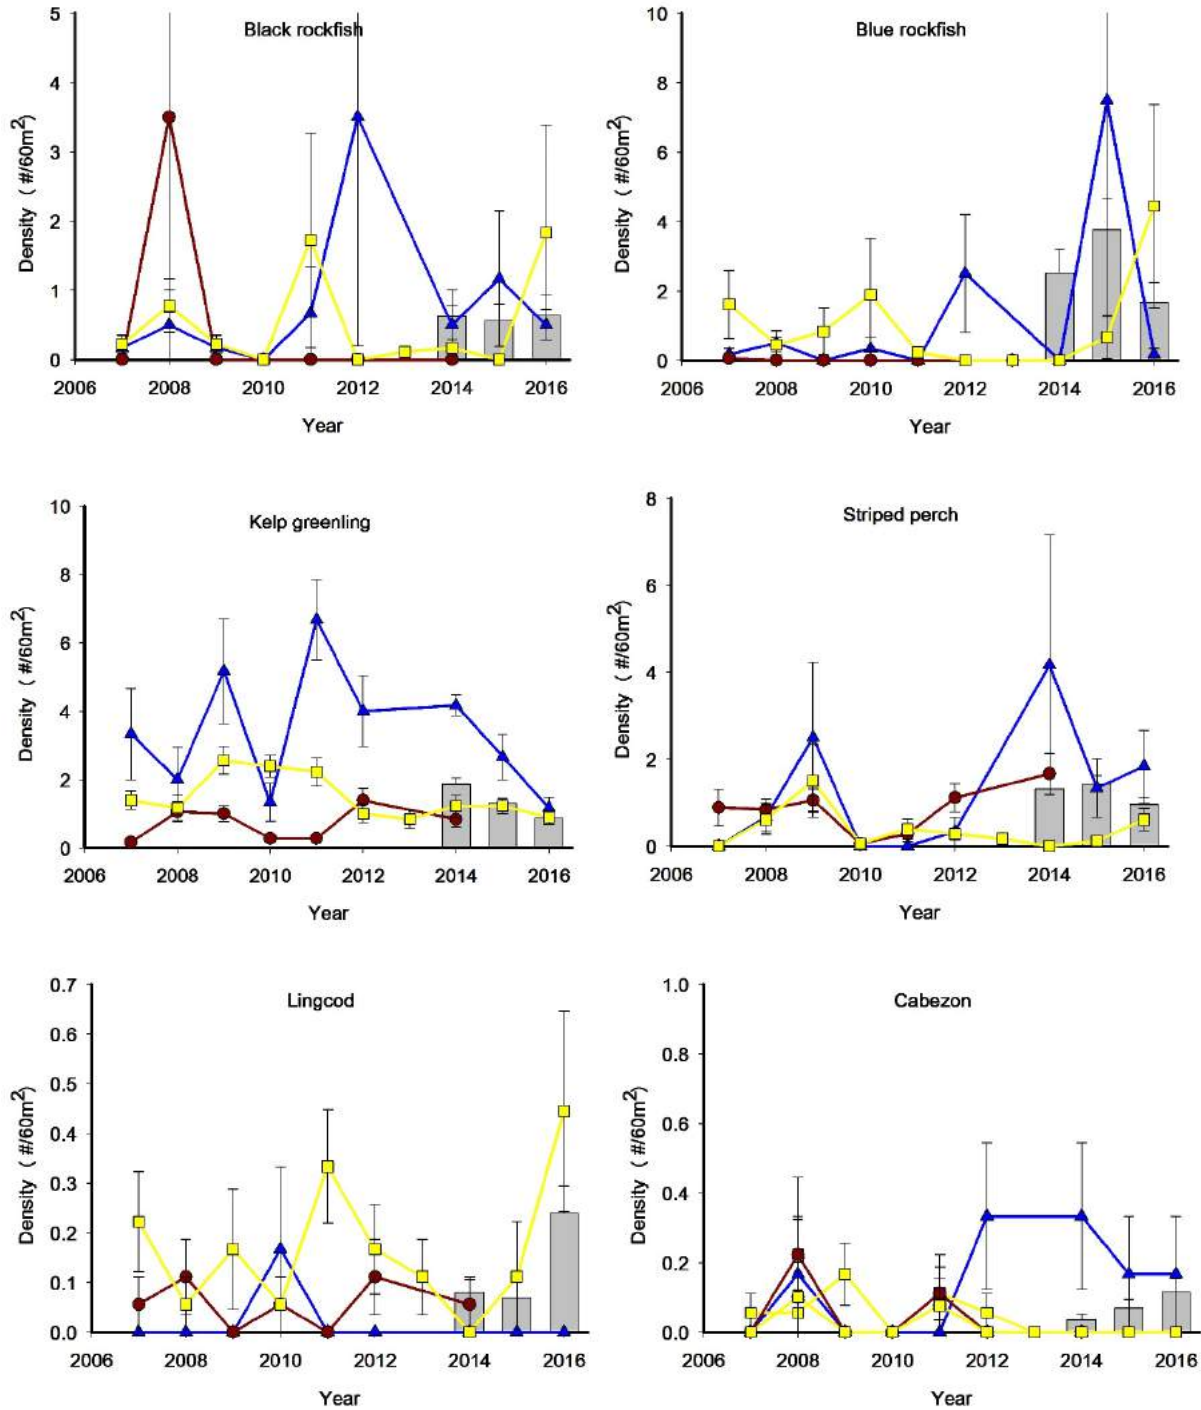 Black rockfish
5
4
3
2
1
0
Density ( #/60m²)
2006 2008 2010 2012 2014 2016
Year
Blue rockfish
10
8
6
4
2
0
Density ( #/60m²)
2006 2008 2010 2012 2014 2016
Year
Kelp greenling
10
8
6
4
2
0
Density ( #/60m²)
2006 2008 2010 2012 2014 2016
Year
Striped perch
8
6
4
2
0
Density ( #/60m²)
2006 2008 2010 2012 2014 2016
Year
Lingcod
0.7
0.6
0.5
0.4
0.3
0.2
0.1
0.0
Density ( #/60m²)
2006 2008 2010 2012 2014 2016
Year
Cabezon
1.0
0.8
0.6
0.4
0.2
0.0
Density ( #/60m²)
2006 2008 2010 2012 2014 2016
Year